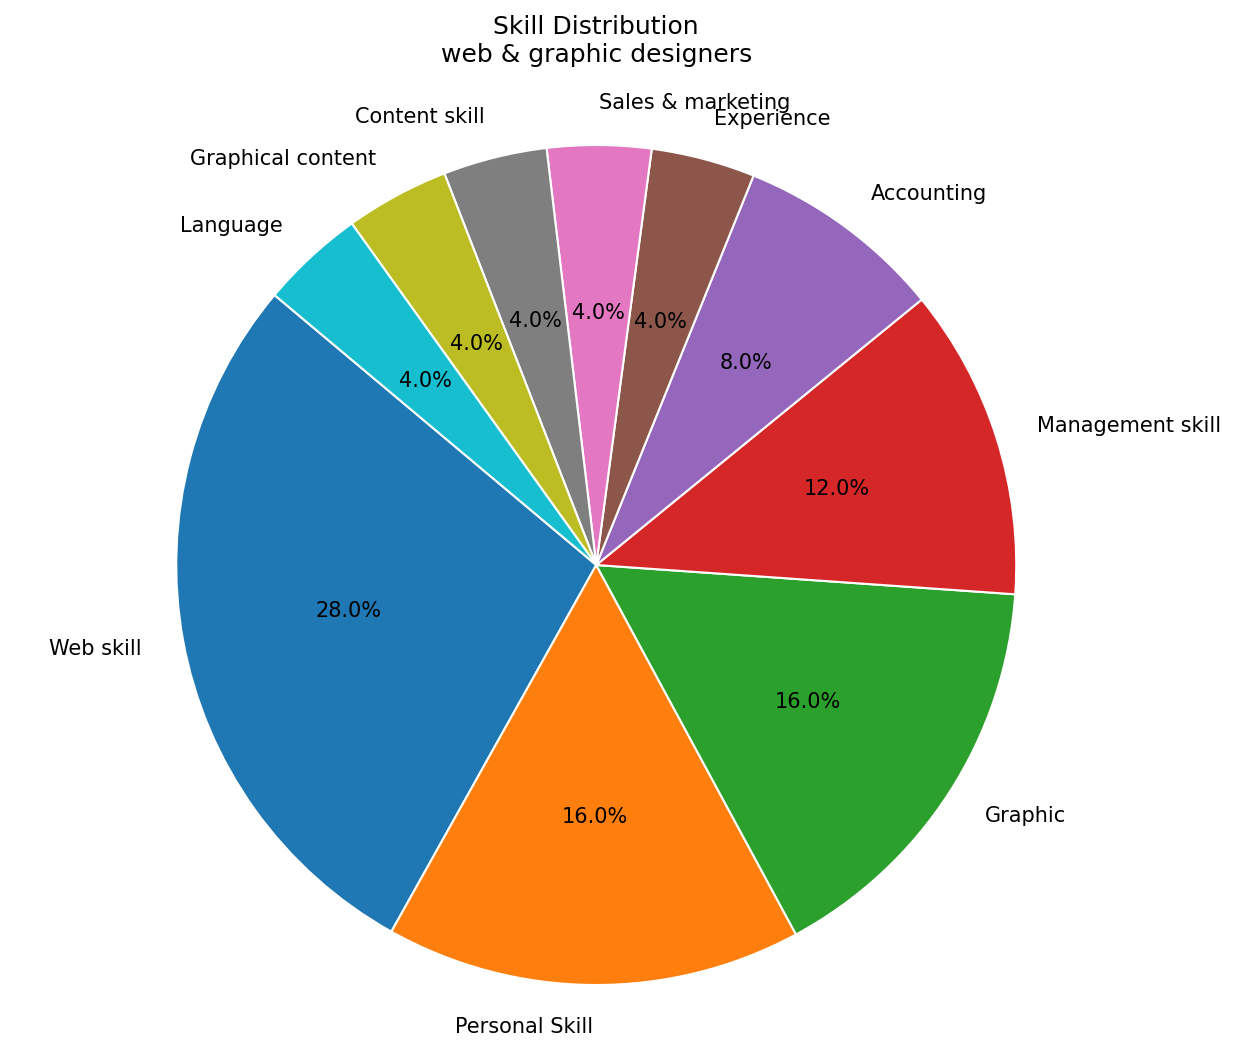 Skill Distribution
web & graphic designers
Sales & marketing
Content skill
Experience
Graphical content
Accounting
Language
4.0%
4.0%
4.0%
4.0%
8.0%
4.0%
Management skill
12.0%
28.0%
Web skill
16.0%
16.0%
Graphic
Personal Skill